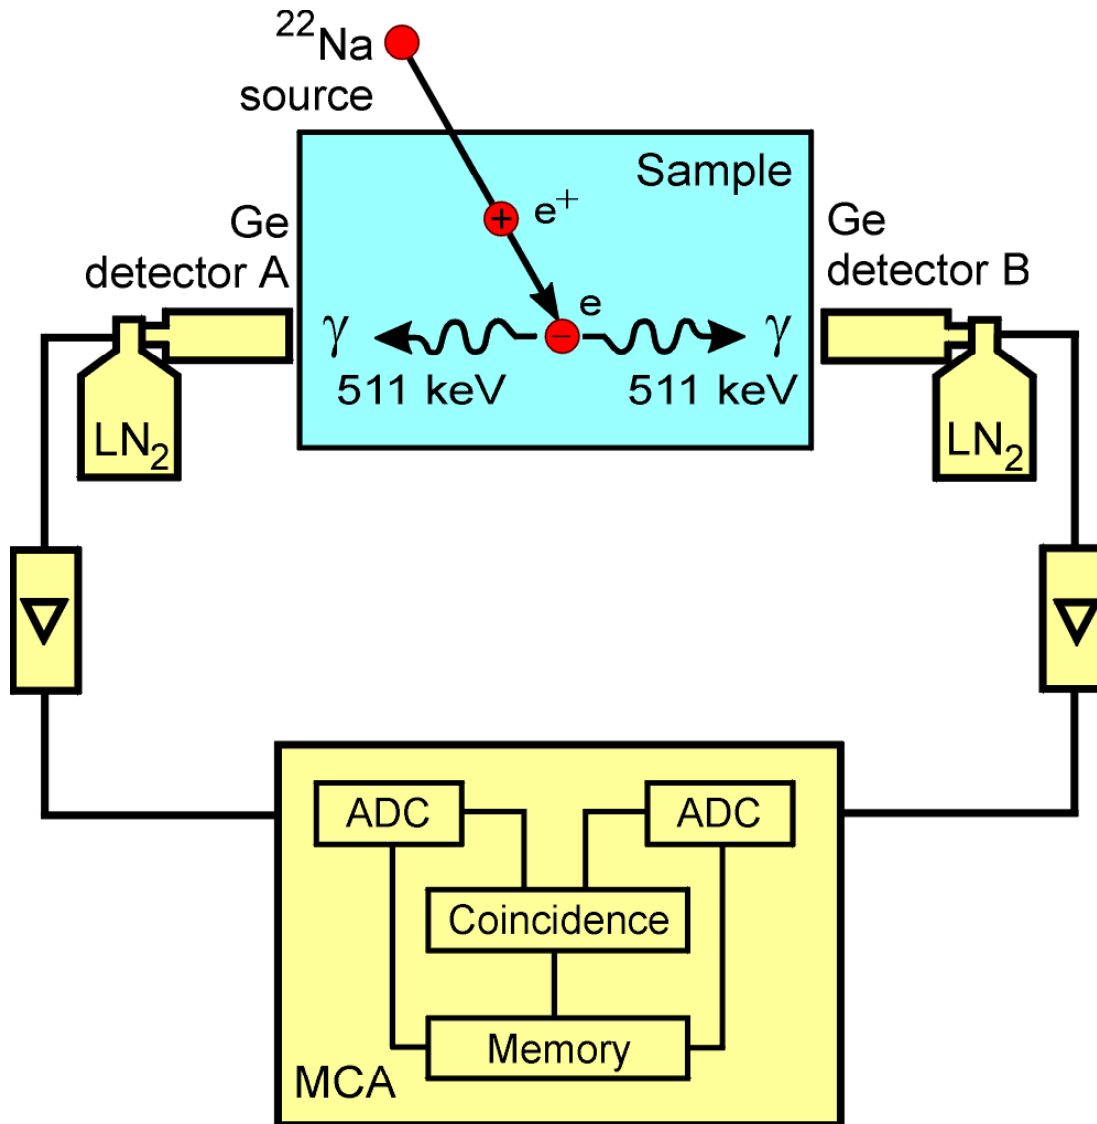 ²²Na
source
Sample
+
e⁺
Ge
detector A
Ge
detector B
e
−
γ
γ
511 keV
511 keV
LN₂
LN₂
ADC
ADC
Coincidence
Memory
MCA